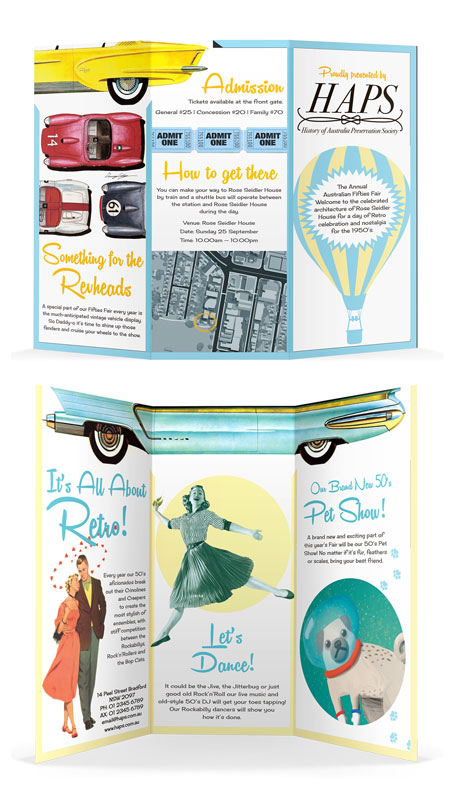 14
61
Something for the
Revheads
A special part of our Fifties Fair every year is
the much-anticipated vintage vehicle display.
So Daddy-o it's time to shine up those
fenders and cruise your wheels to the show.
Admission
Tickets available at the front gate.
General $25 | Concession $20 | Family $70
ADMIT
ONE
ADMIT
ONE
ADMIT
ONE
How to get there
You can make your way to Rose Seidler House
by train and a shuttle bus will operate between
the station and Rose Seidler House
during the day.
Venue: Rose Seidler House
Date: Sunday 25 September
Time: 10.00am – 10:00pm
Proudly presented by
HAPS
History of Australia Preservation Society
The Annual
Australian Fifties Fair
Welcome to the celebrated
architecture of Rose Seidler
House for a day of Retro
celebration and nostalgia
for the 1950's.
It's All About
Retro!
Every year our 50's
aficionados break
out their Crinolines
and Creepers
to create the
most stylish of
ensembles, with
stiff competition
between the
Rockabillys,
Rock'n'Rollers and
the Bop-Cats.
14 Peel Street Bradford
NSW 2097
PH: 01 2345 6789
AX: 01 2345 6789
email@haps.com.au
www.haps.com.au
Let's
Dance!
It could be the Jive, the Jitterbug or just
good old Rock'n'Roll our live music and
old-style 50's DJ will get your toes tapping!
Our Rockabilly dancers will show you
how it's done.
Our Brand New 50's
Pet Show!
A brand new and exciting part of
this year's Fair will be our 50's Pet
Show! No matter if it's fur, feathers
or scales, bring your best friend.